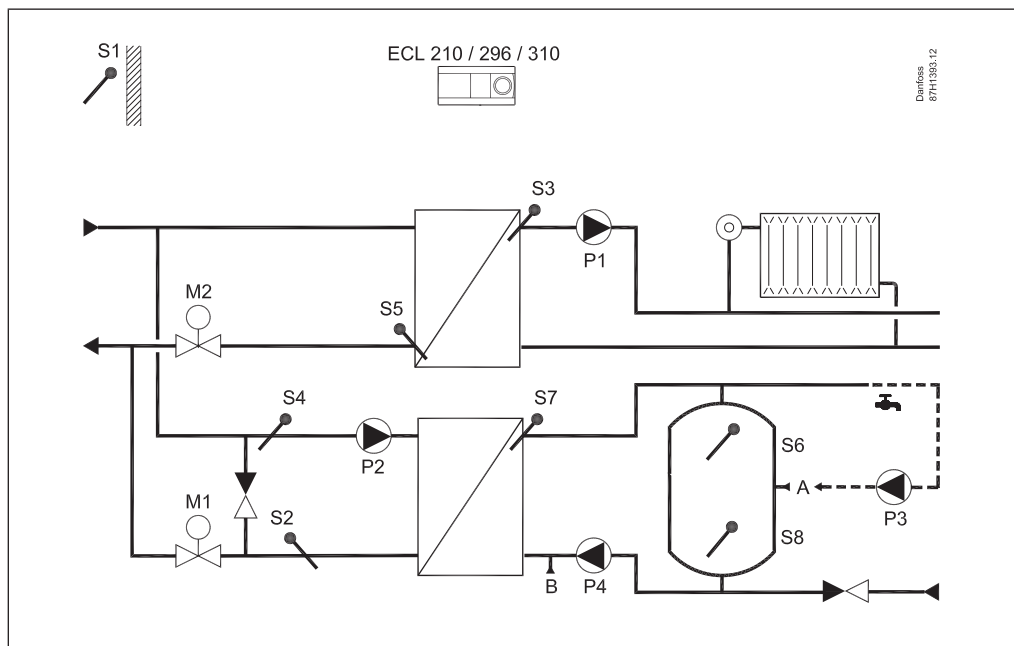 S1
ECL 210 / 296 / 310
Danfoss
87H1393.12
S3
P1
M2
S5
S4
S7
P2
S6
A
P3
M1
S2
S8
B
P4